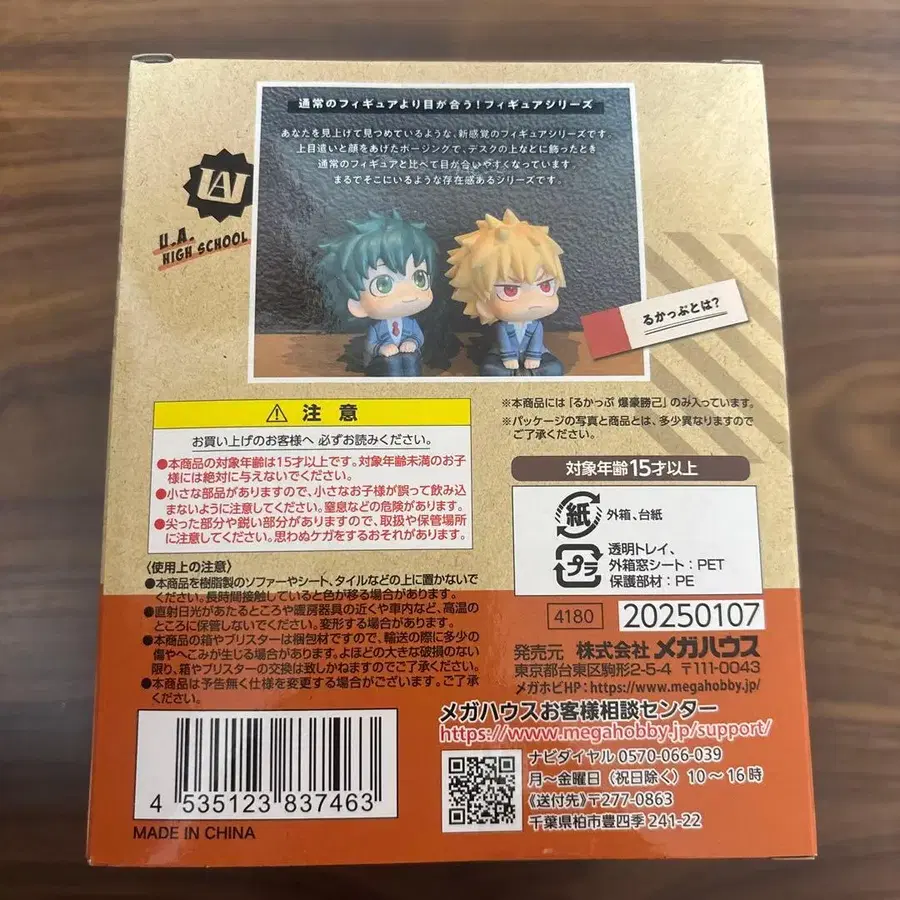 通常のフィギュアより目が合う!フィギュアシリーズ
あなたを見上げて見つめているような、新感覚のフィギュアシリーズです
上目遣いと顔をあげたポージングで、デスクの上などに飾ったとき
通常のフィギュアと比べて目が合いやすくなっています。
まるでそこにいるような存在感あるシリーズです。
UA
U.A.
HIGH SCHOOL
るかっぷとは?
※本商品には「るかっぷ 爆豪勝己」のみ入っています。
※パッケージの写真と商品とは、多少異なりますので
ご了承ください。
⚠ 注意
お買い上げのお客様へ 必ずお読みください。
●本商品の対象年齢は15才以上です。対象年齢未満のお子
様には絶対に与えないでください。
●小さな部品がありますので、小さなお子様が誤って飲み込
まないように注意してください。窒息などの危険があります。
●尖った部分や鋭い部分がありますので、取扱や保管場所
に注意してください。思わぬケガをするおそれがあります。
〈使用上の注意〉
●本商品を樹脂製のソファーやシート、タイルなどの上に置かないで
ください。長時間接触していると色が移る場合があります。
●直射日光があたるところや暖房器具の近くや車内など、高温の
ところに保管しないでください。変形する場合があります。
●本商品の箱やブリスターは梱包材ですので、輸送の際に多少の
傷やへこみが生じる場合があります。よほどの大きな破損のない
限り、箱やブリスターの交換は致しかねますのでご了承ください。
●本商品は予告無く仕様を変更する場合がございます。ご了承
ください。
対象年齢15才以上
紙
外箱、台紙
プラ
透明トレイ、
外箱窓シート:PET
保護部材:PE
4180
20250107
発売元 株式会社メガハウス
東京都台東区駒形2-5-4 〒111-0043
メガホビHP:https://www.megahobby.jp/
メガハウスお客様相談センター
https://www.megahobby.jp/support/
ナビダイヤル 0570-066-039
月~金曜日(祝日除く)10~16時
《送付先》〒277-0863
千葉県柏市豊四季241-22
4 535123 837463
MADE IN CHINA